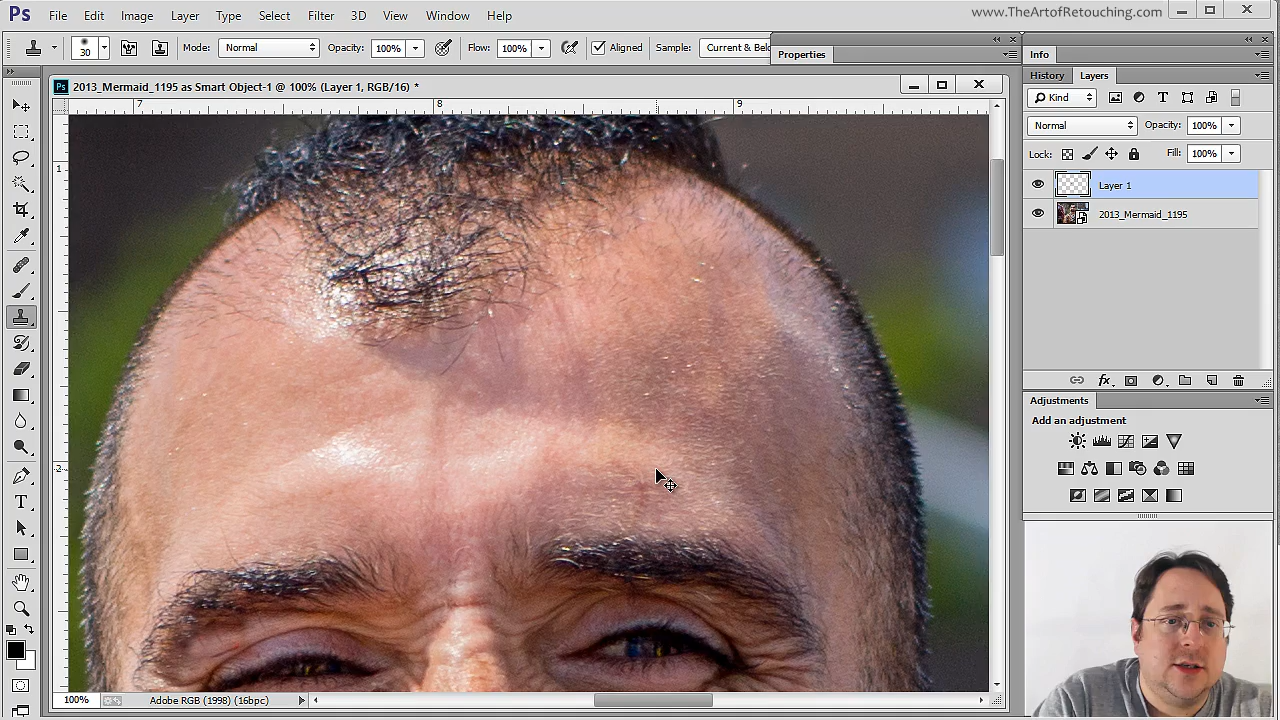 Ps File Edit Image Layer Type Select Filter 3D View Window Help www.TheArtofRetouching.com
30 Mode: Normal Opacity: 100% Flow: 100% Aligned Sample: Current & Bel
Properties
Info
2013_Mermaid_1195 as Smart Object-1 @ 100% (Layer 1, RGB/16) *
History Layers
Kind
Normal Opacity: 100%
Lock: Fill: 100%
Layer 1
2013_Mermaid_1195
7 8 9
1
2
Adjustments
Add an adjustment
100% Adobe RGB (1998) (16bpc)